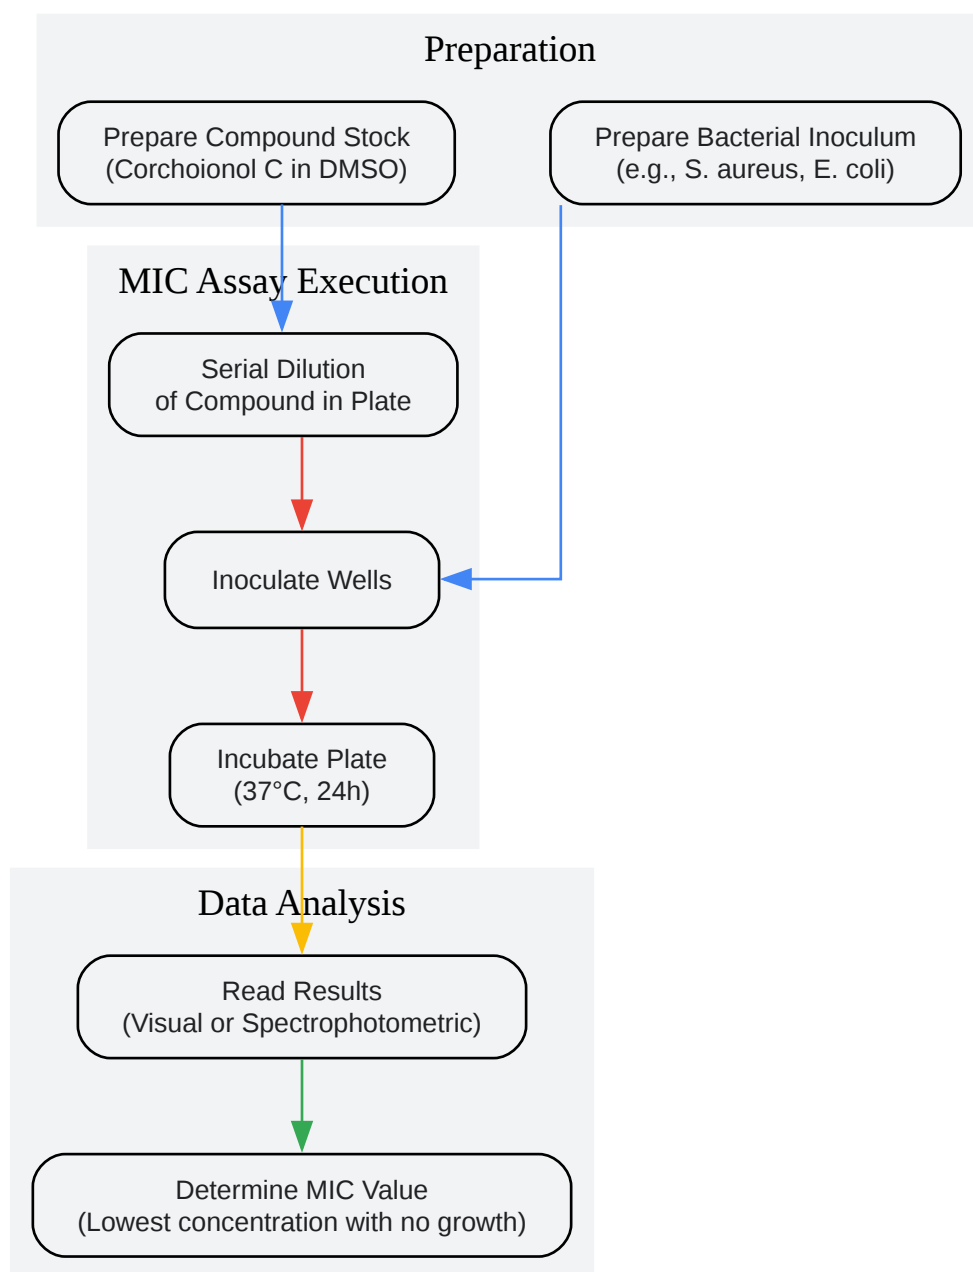 Preparation
Prepare Compound Stock
(Corchoionol C in DMSO)
Prepare Bacterial Inoculum
(e.g., S. aureus, E. coli)
MIC Assay Execution
Serial Dilution
of Compound in Plate
Inoculate Wells
Incubate Plate
(37°C, 24h)
Data Analysis
Read Results
(Visual or Spectrophotometric)
Determine MIC Value
(Lowest concentration with no growth)